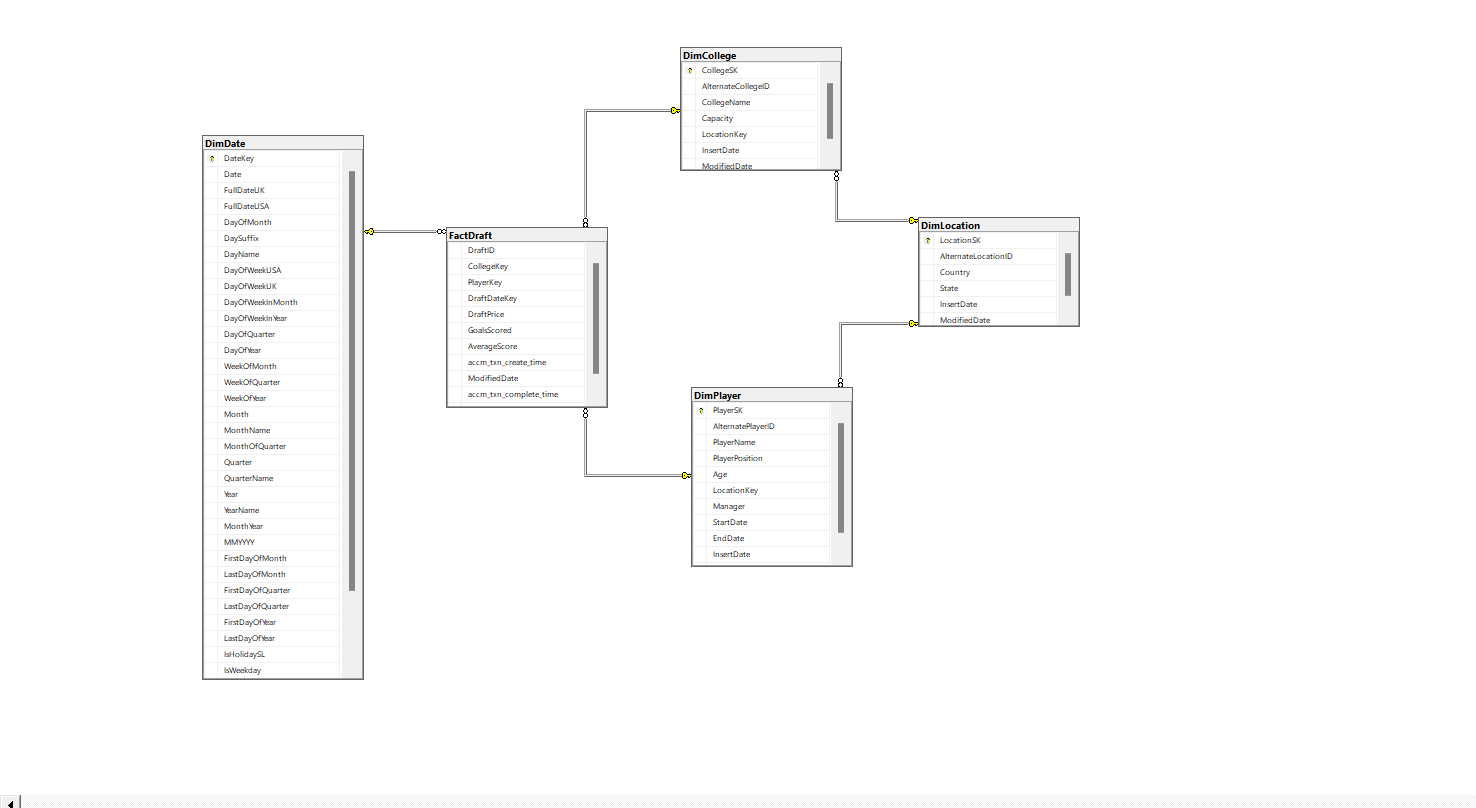 DimCollege
CollegeSK
AlternateCollegeID
CollegeName
Capacity
LocationKey
InsertDate
ModifiedDate
DimDate
DateKey
Date
FullDateUK
FullDateUSA
DayOfMonth
DaySuffix
DayName
DayOfWeekUSA
DayOfWeekUK
DayOfWeekInMonth
DayOfWeekInYear
DayOfQuarter
DayOfYear
WeekOfMonth
WeekOfQuarter
WeekOfYear
Month
MonthName
MonthOfQuarter
Quarter
QuarterName
Year
YearName
MonthYear
MMYYYY
FirstDayOfMonth
LastDayOfMonth
FirstDayOfQuarter
LastDayOfQuarter
FirstDayOfYear
LastDayOfYear
IsHolidaySL
IsWeekday
FactDraft
DraftID
CollegeKey
PlayerKey
DraftDateKey
DraftPrice
GoalsScored
AverageScore
accm_txn_create_time
ModifiedDate
accm_txn_complete_time
DimLocation
LocationSK
AlternateLocationID
Country
State
InsertDate
ModifiedDate
DimPlayer
PlayerSK
AlternatePlayerID
PlayerName
PlayerPosition
Age
LocationKey
Manager
StartDate
EndDate
InsertDate